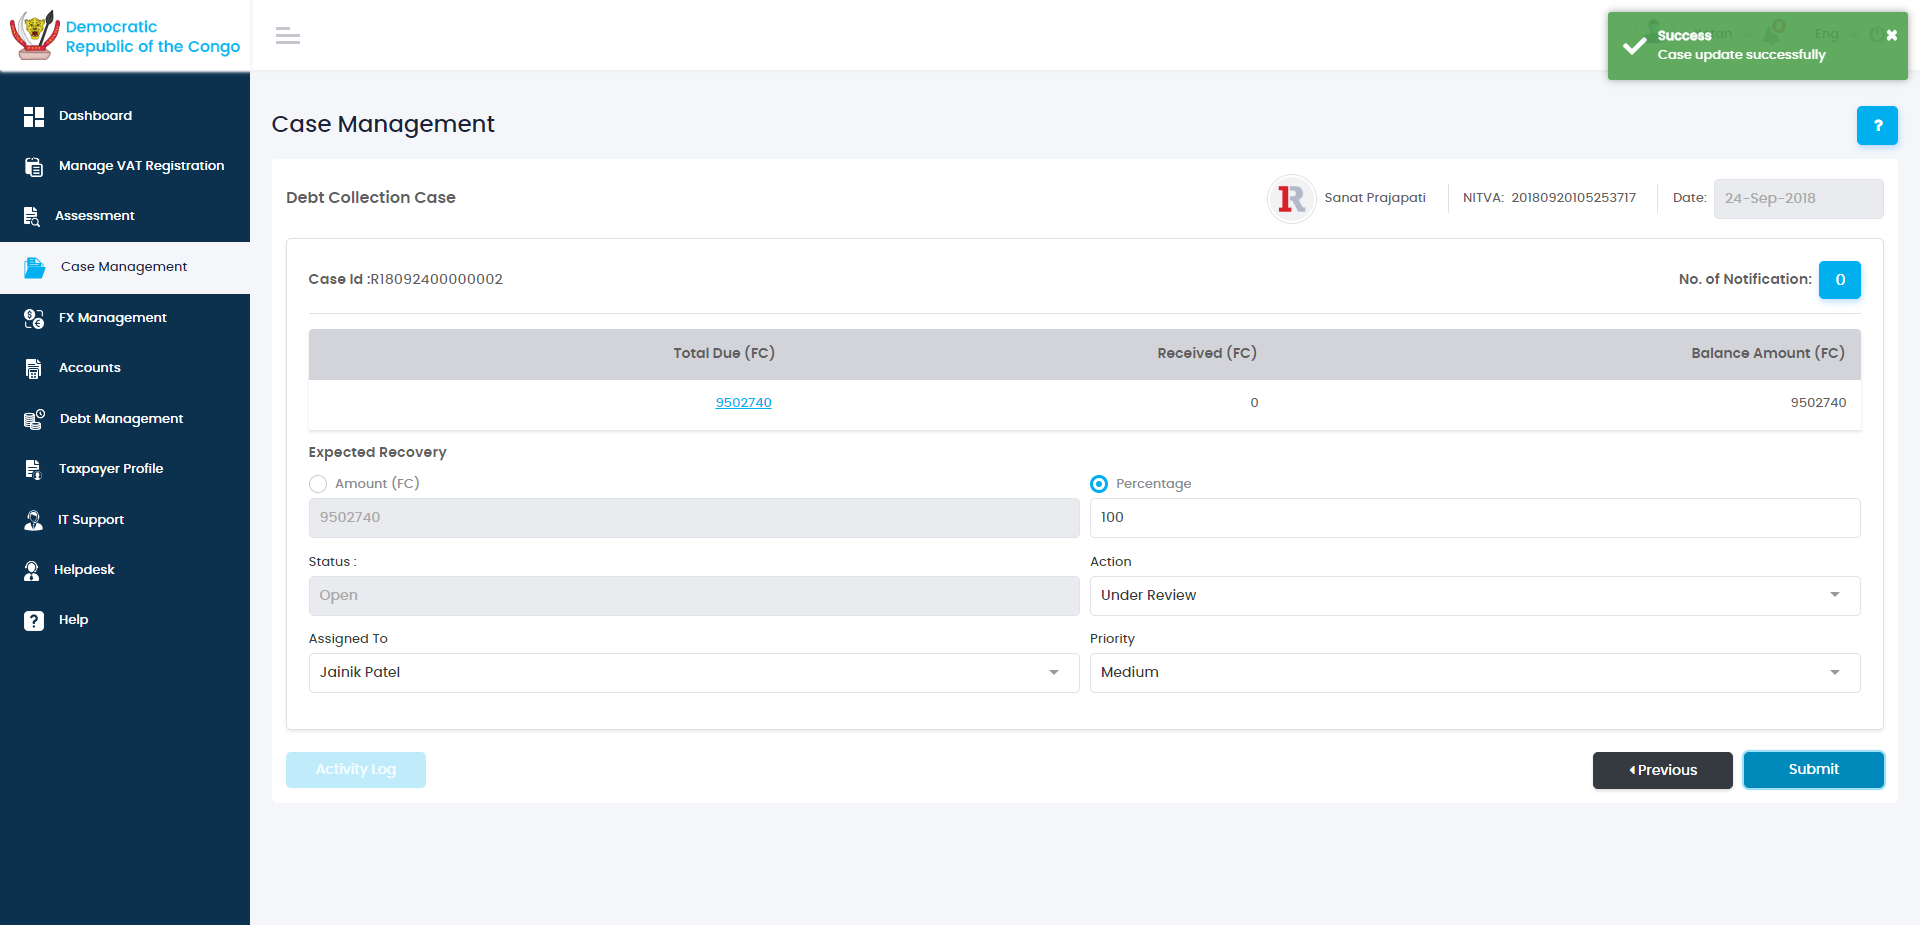 Democratic
Republic of the Congo
Eng
Success
Case update successfully
Dashboard
Manage VAT Registration
Assessment
Case Management
FX Management
Accounts
Debt Management
Taxpayer Profile
IT Support
Helpdesk
Help
Case Management
?
Debt Collection Case
Sanat Prajapati
NITVA: 20180920105253717
Date: 24-Sep-2018
Case Id :R18092400000002
No. of Notification: 0
Total Due (FC) Received (FC) Balance Amount (FC)
9502740 0 9502740
Expected Recovery
Amount (FC) Percentage
9502740 100
Status : Action
Open Under Review
Assigned To Priority
Jainik Patel Medium
Activity Log Previous Submit